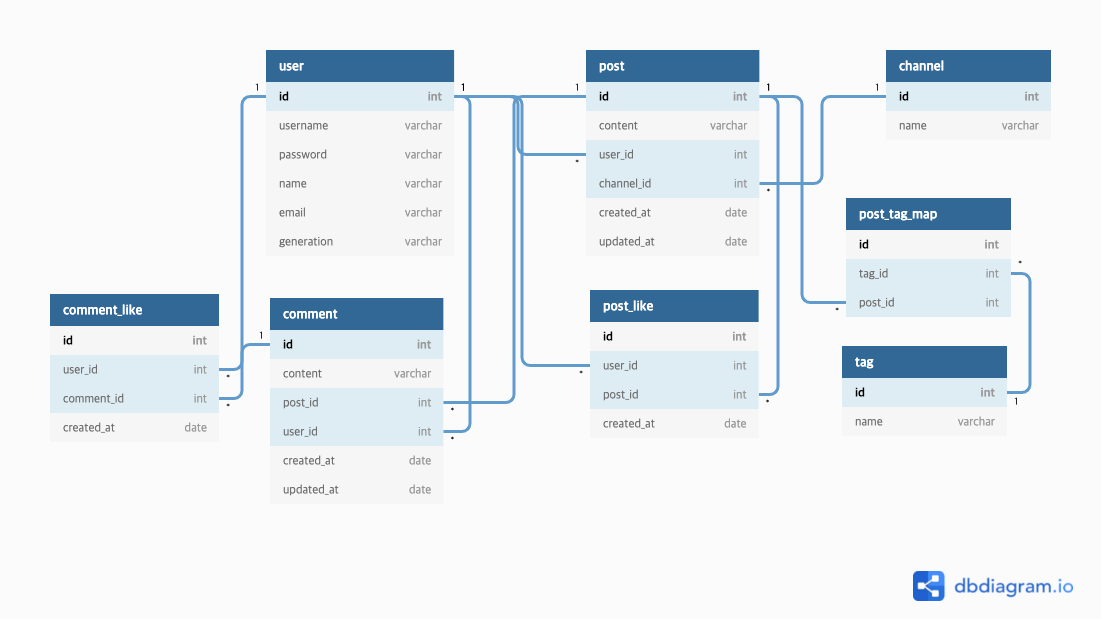 user
1
id int
1
username varchar
password varchar
name varchar
email varchar
generation varchar
post
1
id int
1
content varchar
user_id int
*
channel_id int
*
created_at date
updated_at date
channel
1
id int
name varchar
post_tag_map
id int
*
tag_id int
post_id int
*
comment_like
id int
user_id int
*
comment_id int
*
created_at date
comment
1
id int
content varchar
post_id int
*
user_id int
*
created_at date
updated_at date
post_like
id int
user_id int
*
post_id int
*
created_at date
tag
id int
1
name varchar
dbdiagram.io